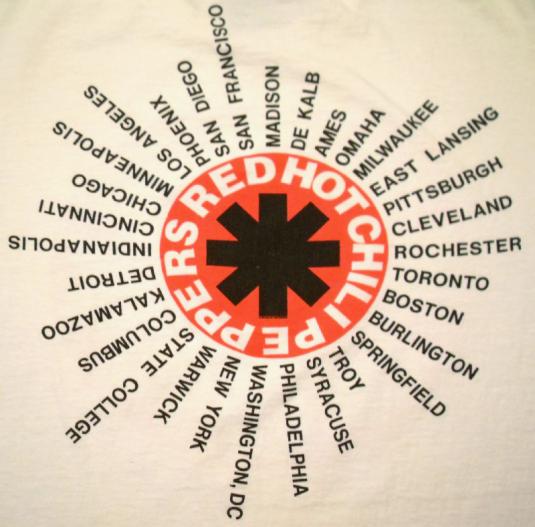 RED HOT CHILI PEPPERS
MADISON
DE KALB
AMES
OMAHA
MILWAUKEE
EAST LANSING
PITTSBURGH
CLEVELAND
ROCHESTER
TORONTO
BOSTON
BURLINGTON
SPRINGFIELD
TROY
SYRACUSE
PHILADELPHIA
WASHINGTON, DC
NEW YORK
WARWICK
STATE COLLEGE
COLUMBUS
KALAMAZOO
DETROIT
INDIANAPOLIS
CINCINNATI
CHICAGO
MINNEAPOLIS
LOS ANGELES
PHOENIX
SAN DIEGO
SAN FRANCISCO